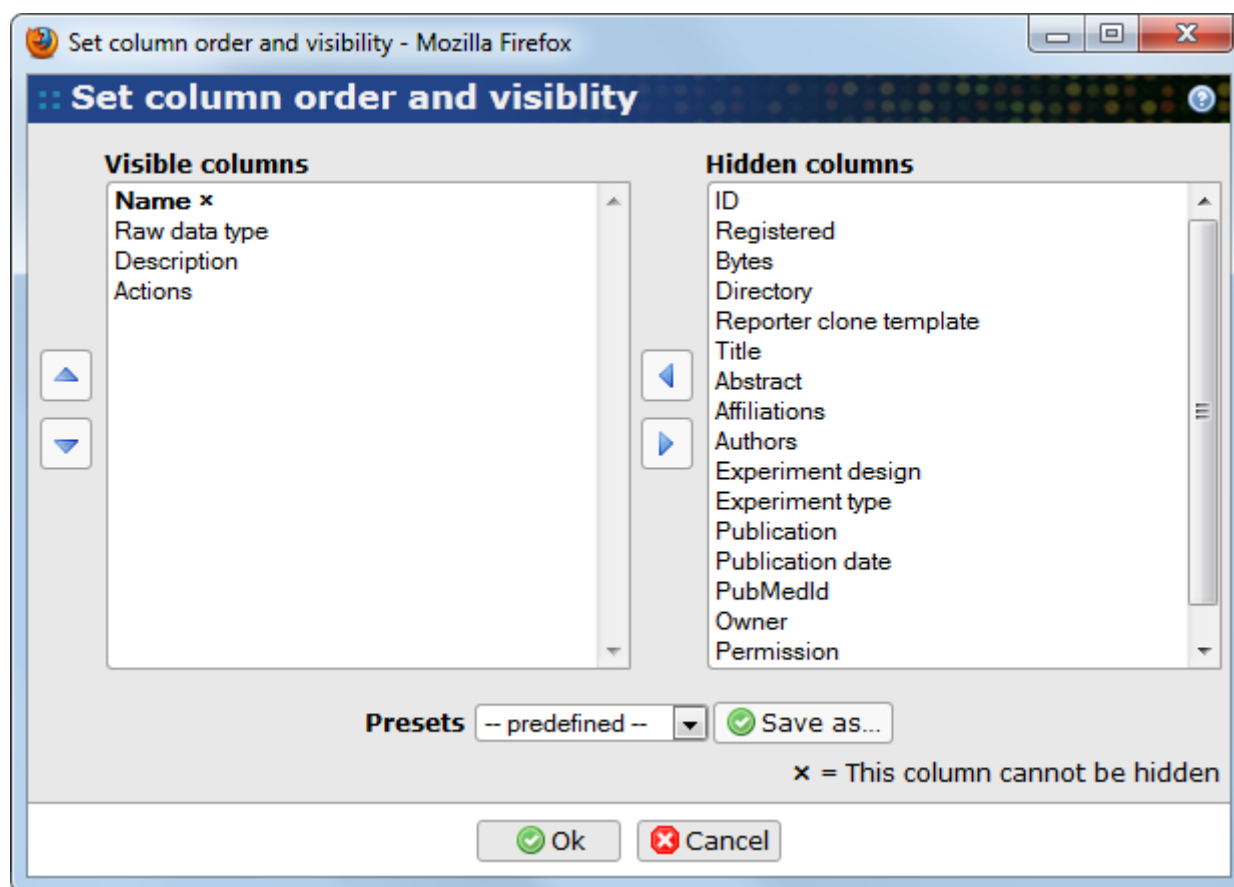 Set column order and visibility - Mozilla Firefox
Set column order and visiblity
Visible columns
Name ×
Raw data type
Description
Actions
Hidden columns
ID
Registered
Bytes
Directory
Reporter clone template
Title
Abstract
Affiliations
Authors
Experiment design
Experiment type
Publication
Publication date
PubMedId
Owner
Permission
Presets -- predefined -- Save as...
× = This column cannot be hidden
Ok Cancel